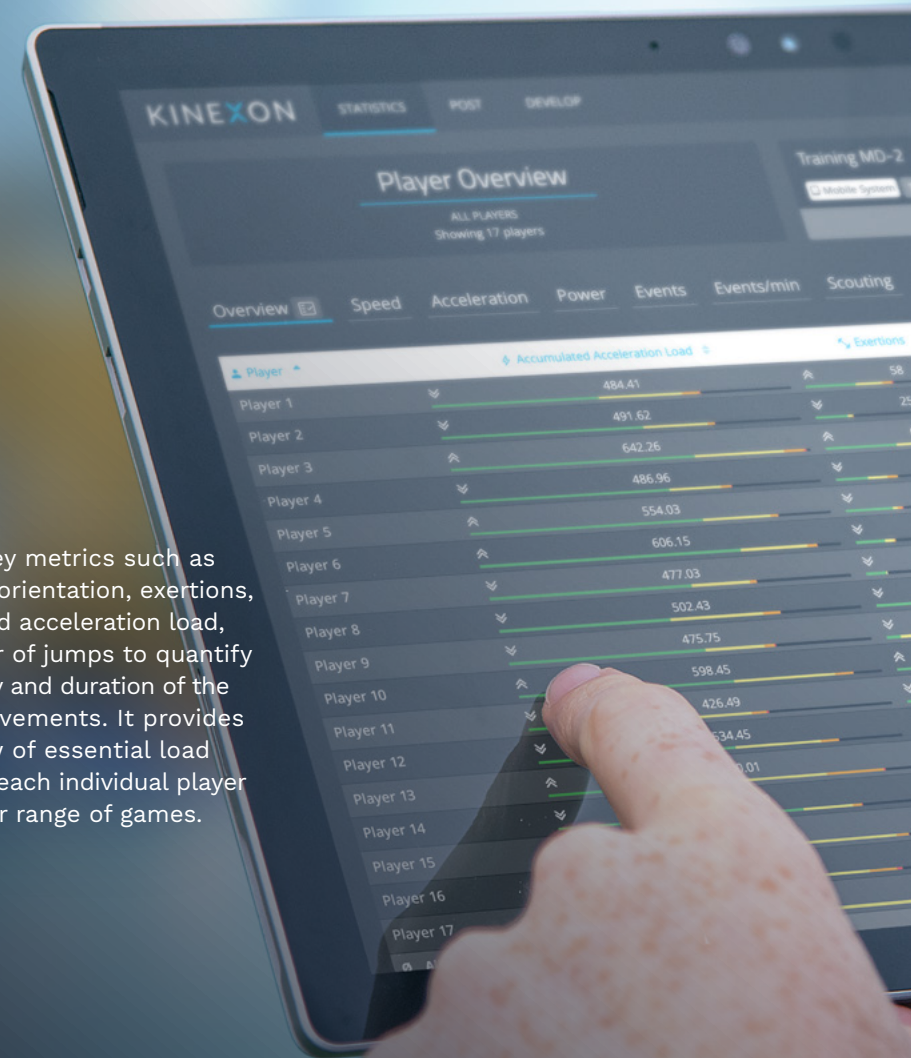 KINEXON
STATISTICS
POST
DEVELOP
Player Overview
ALL PLAYERS
Showing 17 players
Training MD-2
Mobile System
Overview
Speed
Acceleration
Power
Events
Events/min
Scouting
Player
Accumulated Acceleration Load
Exertions
Player 1 484.41 58
Player 2 491.62
Player 3 642.26
Player 4 486.96
Player 5 554.03
Player 6 606.15
Player 7 477.03
Player 8 502.43
Player 9 475.75
Player 10 598.45
Player 11 426.49
Player 12 534.45
Player 13
Player 14
Player 15
Player 16
Player 17
metrics such as
orientation, exertions,
acceleration load,
of jumps to quantify
and duration of the
It provides
of essential load
each individual player
range of games.